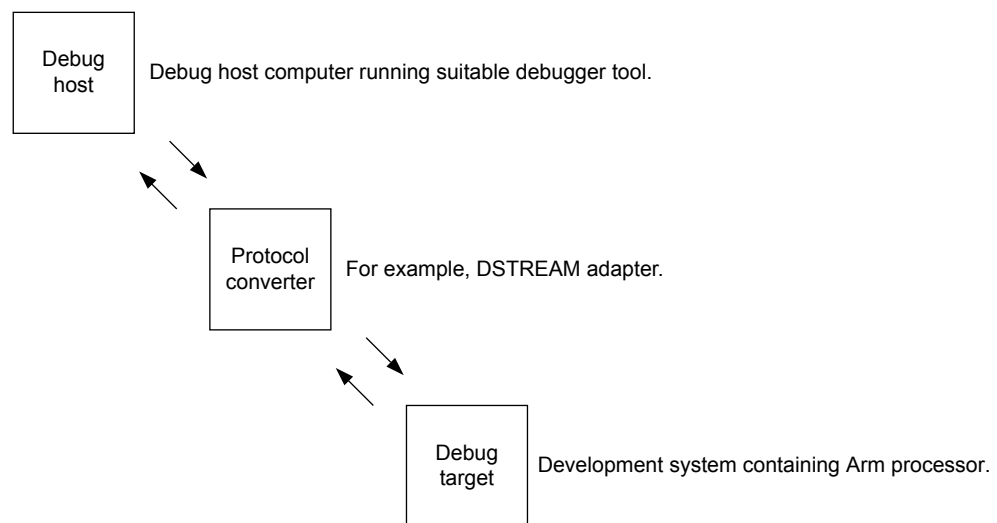 Debug
host
Debug host computer running suitable debugger tool.
Protocol
converter
For example, DSTREAM adapter.
Debug
target
Development system containing Arm processor.